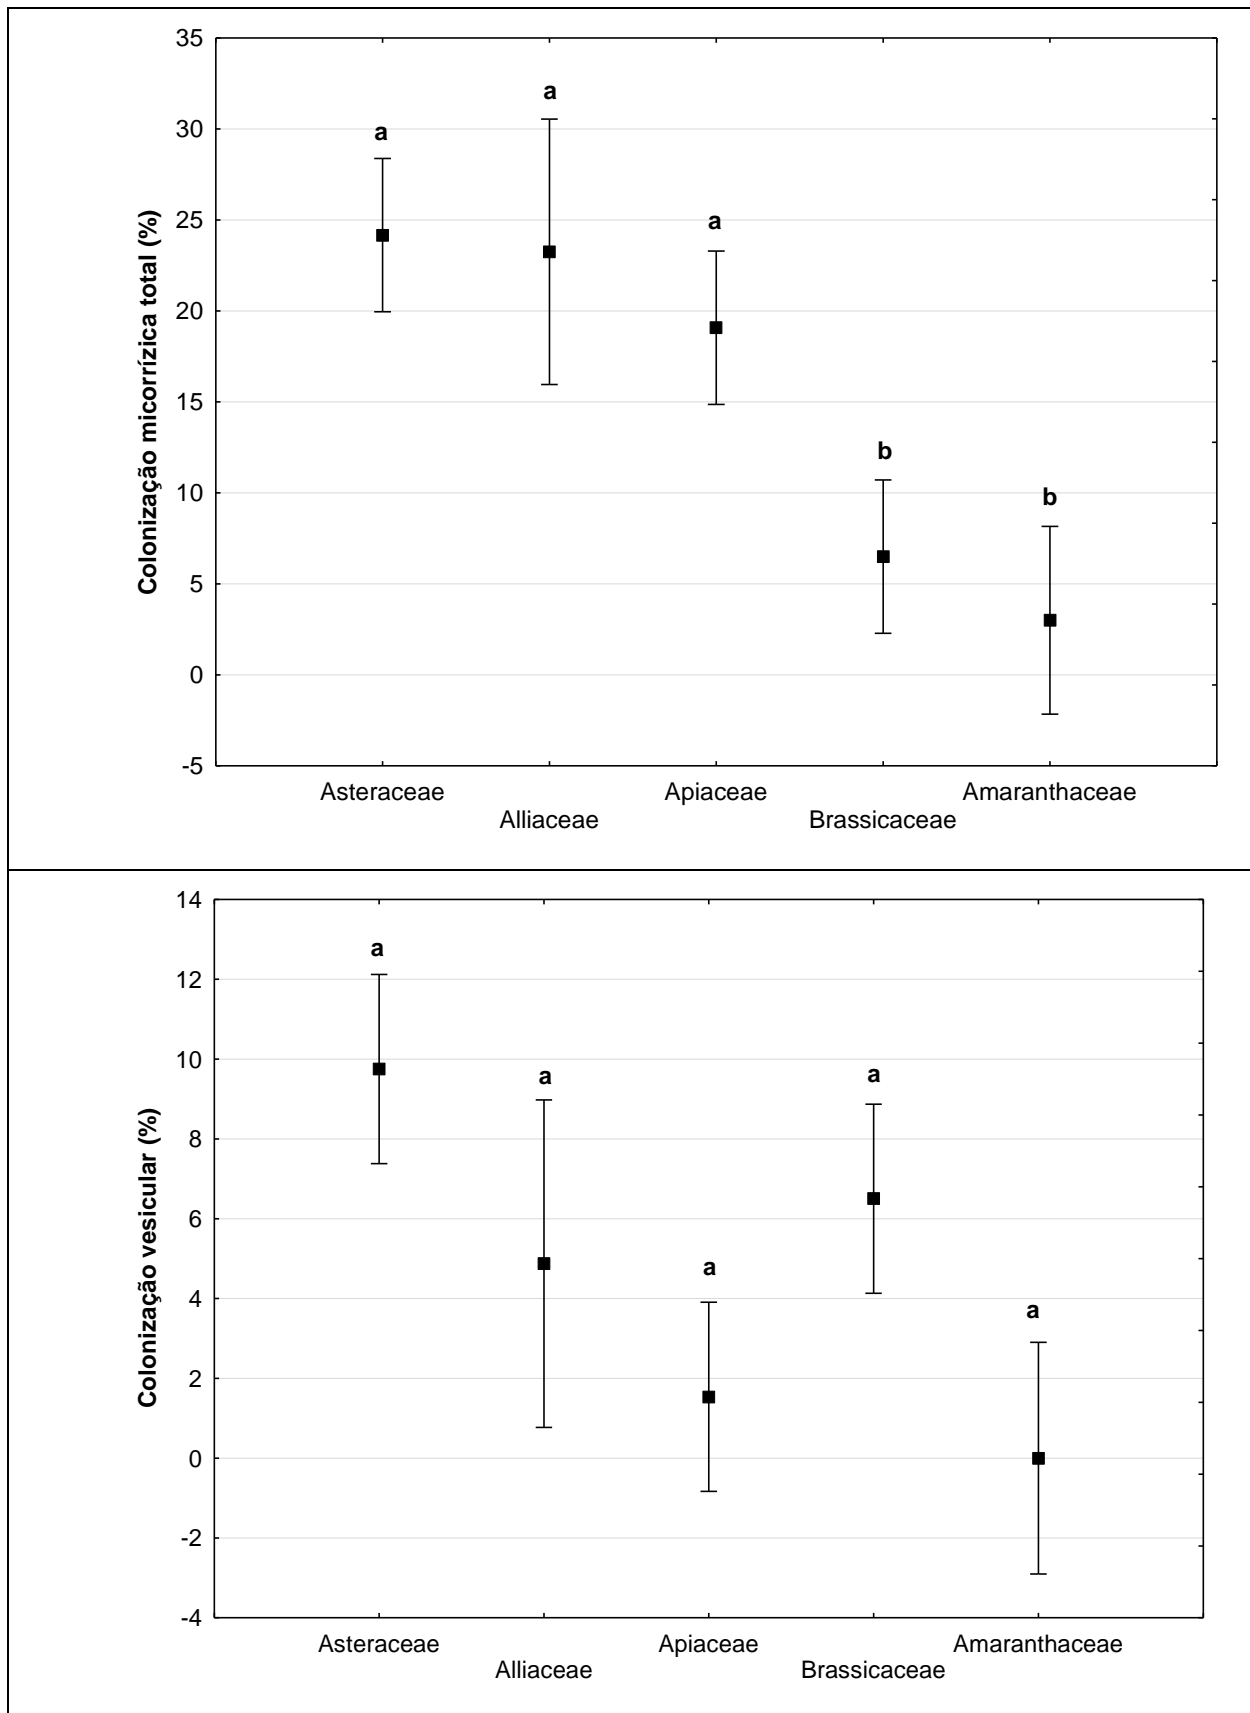 35
30
25
20
15
10
5
0
-5
Colonização micorrízica total (%)
a
a
a
b
b
Asteraceae
Alliaceae
Apiaceae
Brassicaceae
Amaranthaceae
14
12
10
8
6
4
2
0
-2
-4
Colonização vesicular (%)
a
a
a
a
a
Asteraceae
Alliaceae
Apiaceae
Brassicaceae
Amaranthaceae